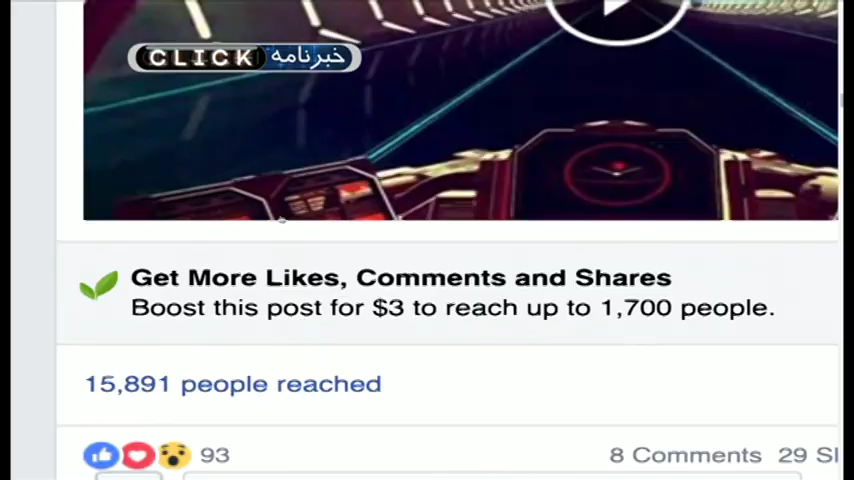 CLICK خبرنامه
Get More Likes, Comments and Shares
Boost this post for $3 to reach up to 1,700 people.
15,891 people reached
93
8 Comments 29